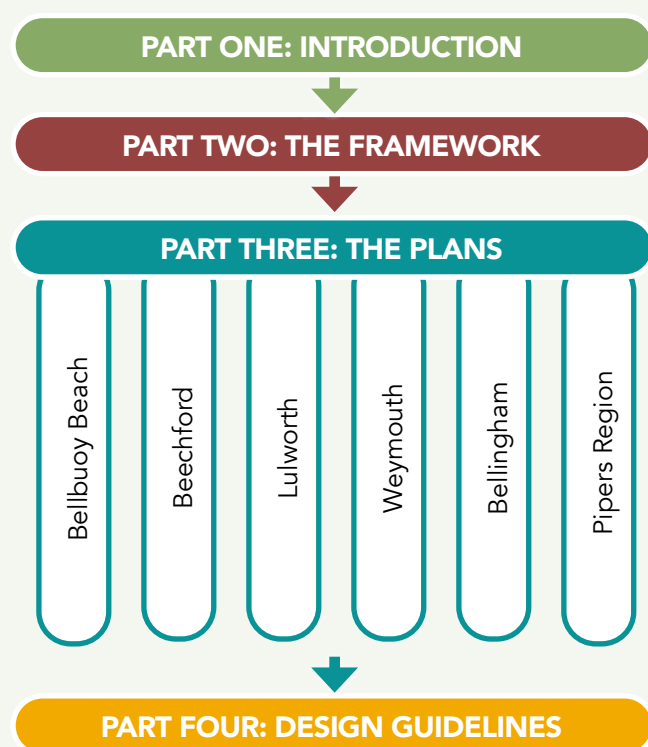 PART ONE: INTRODUCTION
PART TWO: THE FRAMEWORK
PART THREE: THE PLANS
Bellbuoy Beach
Beechford
Lulworth
Weymouth
Bellingham
Pipers Region
PART FOUR: DESIGN GUIDELINES